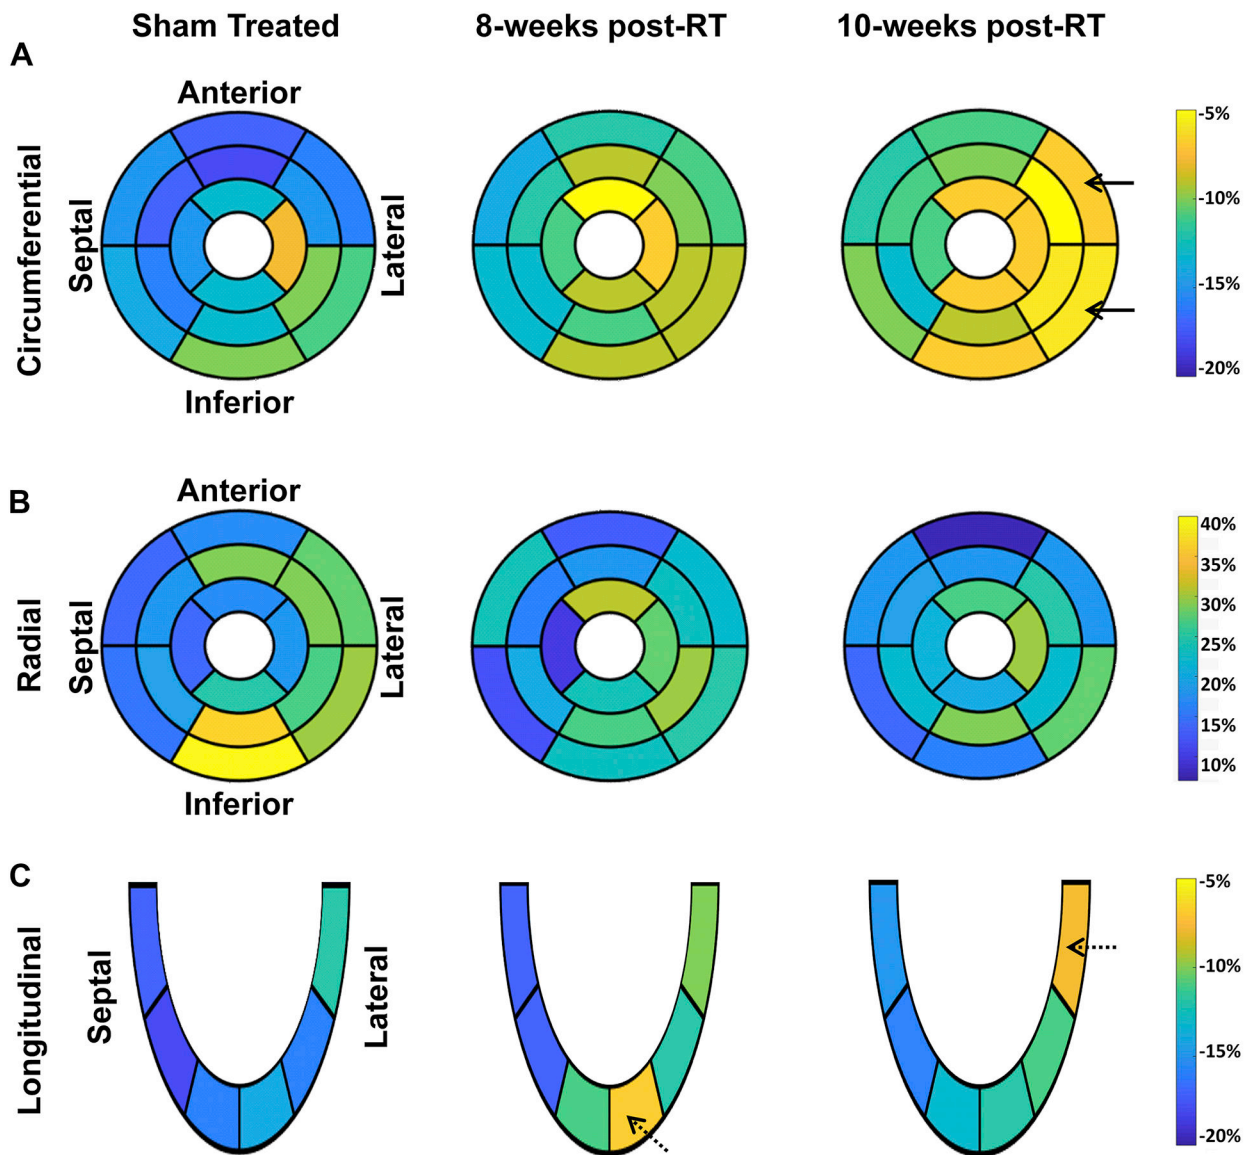 Sham Treated 8-weeks post-RT 10-weeks post-RT
A
Anterior
Circumferential
Septal
Lateral
Inferior
-5%
-10%
-15%
-20%
B
Anterior
Radial
Septal
Lateral
Inferior
40%
35%
30%
25%
20%
15%
10%
C
Longitudinal
Septal
Lateral
-5%
-10%
-15%
-20%